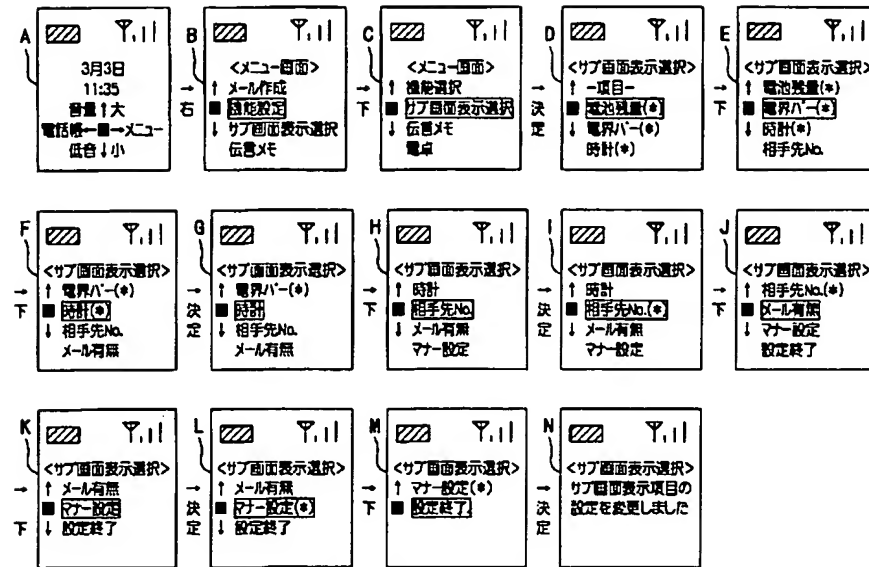 A
3月3日
11:35
音量↑大
電話帳←■→メニュー
低音↓小
→
右
B
<メニュー画面>
↑ メール作成
■ 機能設定
↓ サブ画面表示選択
伝言メモ
→
下
C
<メニュー画面>
↑ 機能選択
■ サブ画面表示選択
↓ 伝言メモ
電卓
→
決
定
D
<サブ画面表示選択>
↑ -項目-
■ 電池残量(*)
↓ 電界バー(*)
時計(*)
→
下
E
<サブ画面表示選択>
↑ 電池残量(*)
■ 電界バー(*)
↓ 時計(*)
相手先No.
→
下
F
<サブ画面表示選択>
↑ 電界バー(*)
■ 時計(*)
↓ 相手先No.
メール有無
→
決
定
G
<サブ画面表示選択>
↑ 電界バー(*)
■ 時計
↓ 相手先No.
メール有無
→
下
H
<サブ画面表示選択>
↑ 時計
■ 相手先No.
↓ メール有無
マナー設定
→
決
定
I
<サブ画面表示選択>
↑ 時計
■ 相手先No.(*)
↓ メール有無
マナー設定
→
下
J
<サブ画面表示選択>
↑ 相手先No.(*)
■ メール有無
↓ マナー設定
設定終了
→
下
K
<サブ画面表示選択>
↑ メール有無
■ マナー設定
↓ 設定終了
→
決
定
L
<サブ画面表示選択>
↑ メール有無
■ マナー設定(*)
↓ 設定終了
→
下
M
<サブ画面表示選択>
↑ マナー設定(*)
■ 設定終了
→
決
定
N
<サブ画面表示選択>
サブ画面表示項目の
設定を変更しました